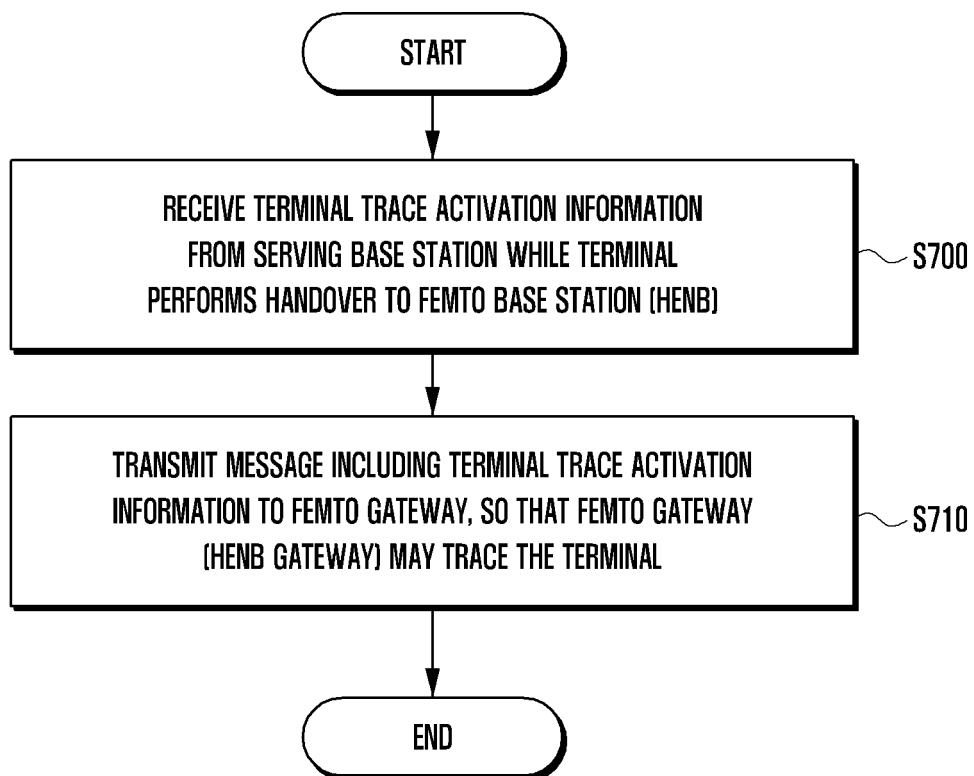 START
RECEIVE TERMINAL TRACE ACTIVATION INFORMATION
FROM SERVING BASE STATION WHILE TERMINAL
PERFORMS HANDOVER TO FEMTO BASE STATION (HENB)
S700
TRANSMIT MESSAGE INCLUDING TERMINAL TRACE ACTIVATION
INFORMATION TO FEMTO GATEWAY, SO THAT FEMTO GATEWAY
(HENB GATEWAY) MAY TRACE THE TERMINAL
S710
END